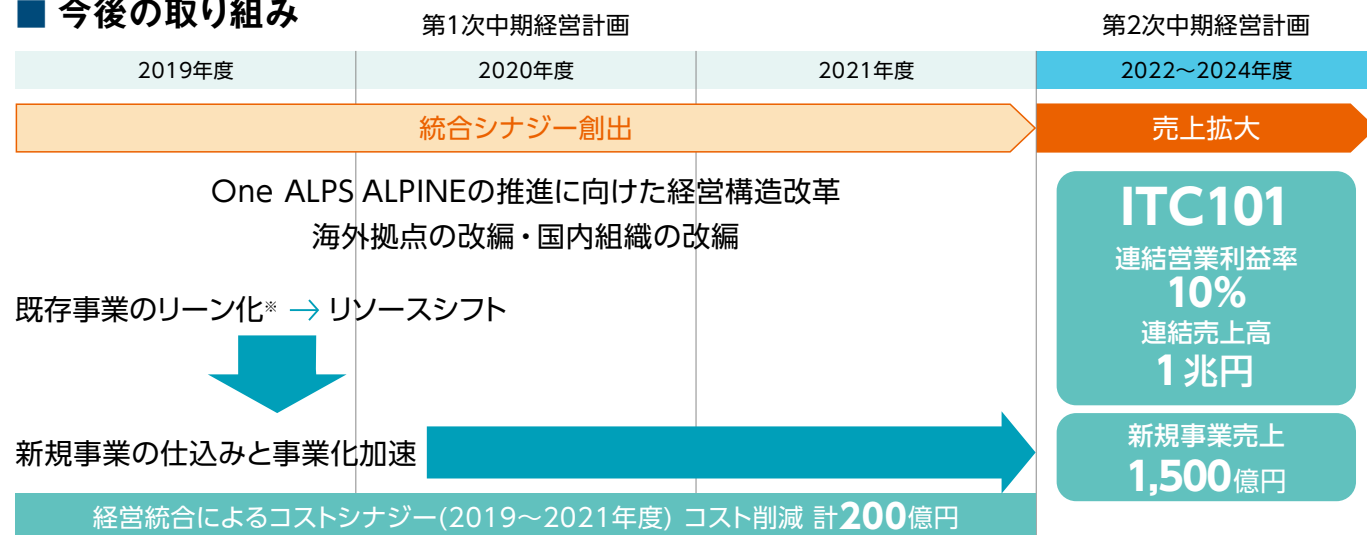 ■ 今後の取り組み
第1次中期経営計画
第2次中期経営計画
2019年度
2020年度
2021年度
2022～2024年度
統合シナジー創出
売上拡大
One ALPS ALPINEの推進に向けた経営構造改革
海外拠点の改編・国内組織の改編
既存事業のリーン化※ → リソースシフト
新規事業の仕込みと事業化加速
経営統合によるコストシナジー(2019～2021年度) コスト削減 計200億円
ITC101
連結営業利益率
10%
連結売上高
1兆円
新規事業売上
1,500億円